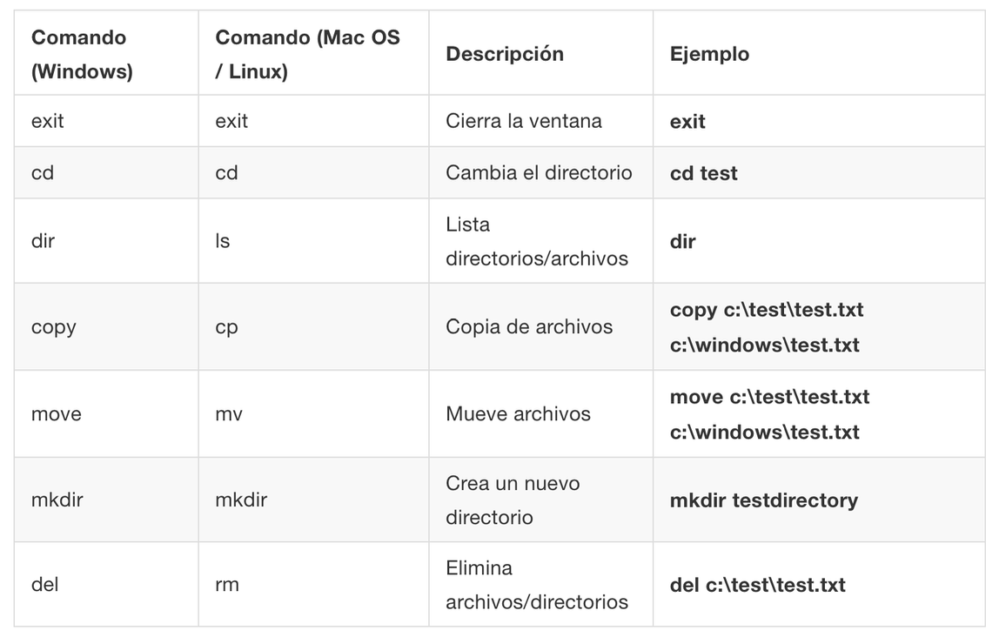 Comando (Windows)
Comando (Mac OS / Linux)
Descripción
Ejemplo
exit
exit
Cierra la ventana
exit
cd
cd
Cambia el directorio
cd test
dir
ls
Lista directorios/archivos
dir
copy
cp
Copia de archivos
copy c:\test\test.txt
c:\windows\test.txt
move
mv
Mueve archivos
move c:\test\test.txt
c:\windows\test.txt
mkdir
mkdir
Crea un nuevo directorio
mkdir testdirectory
del
rm
Elimina archivos/directorios
del c:\test\test.txt